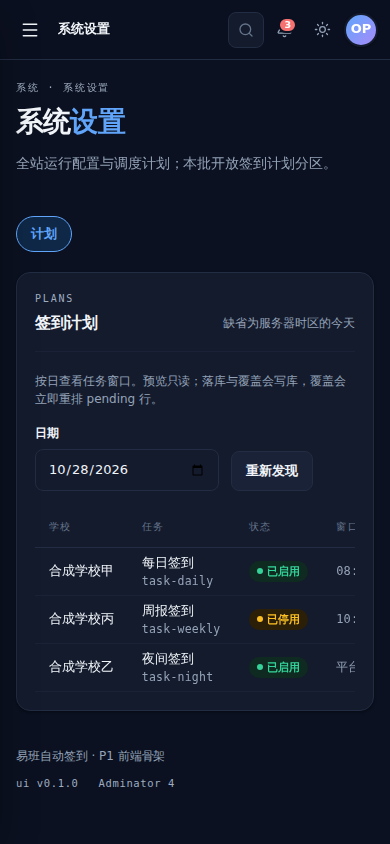 系统设置
3
OP
系统 · 系统设置
系统设置
全站运行配置与调度计划；本批开放签到计划分区。
计划
PLANS
签到计划
缺省为服务器时区的今天
按日查看任务窗口。预览只读；落库与覆盖会写库，覆盖会
立即重排 pending 行。
日期
10/28/2026
重新发现
学校 任务 状态 窗口
合成学校甲 每日签到 已启用 08:
task-daily
合成学校丙 周报签到 已停用 10:
task-weekly
合成学校乙 夜间签到 已启用 平台
task-night
易班自动签到 · P1 前端骨架
ui v0.1.0 Adminator 4